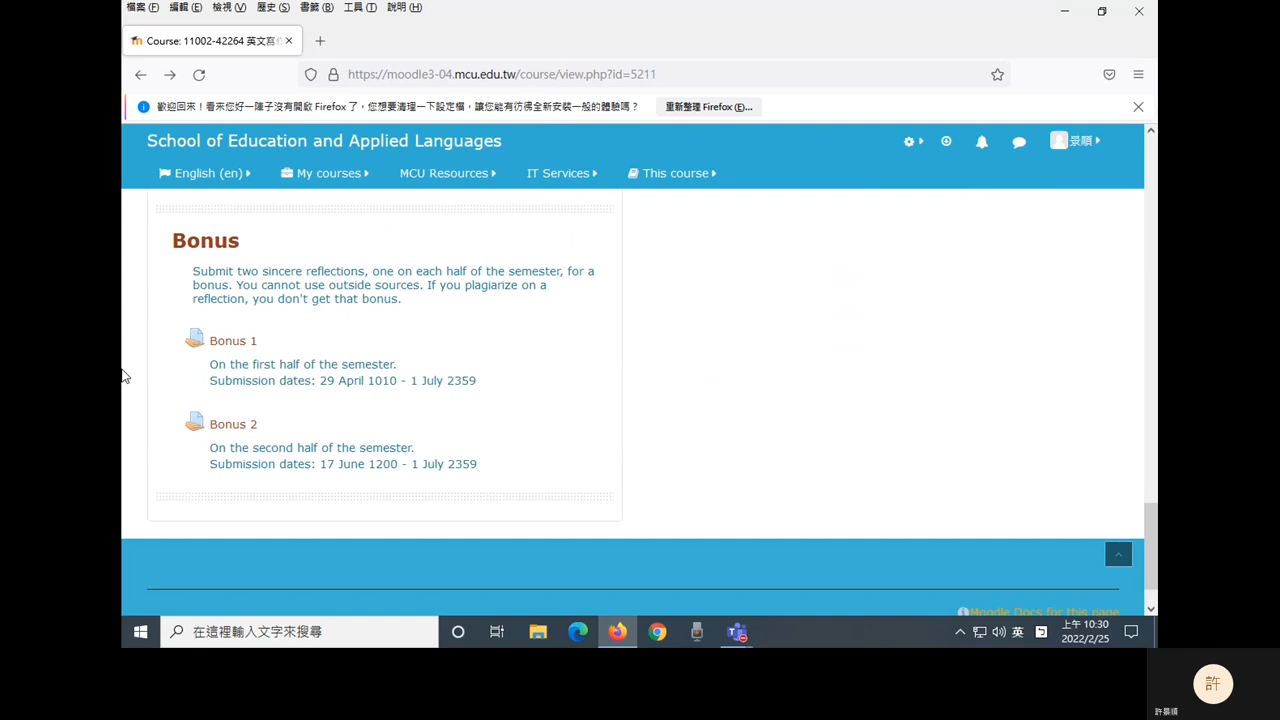 檔案 (F) 編輯 (E) 檢視 (V) 歷史 (S) 書籤 (B) 工具 (T) 說明 (H)
Course: 11002-42264 英文寫作
https://moodle3-04.mcu.edu.tw/course/view.php?id=5211
歡迎回來！看來您好一陣子沒有開啟 Firefox 了，您想要清理一下設定檔，讓您能有彷彿全新安裝一般的體驗嗎？ 重新整理 Firefox (E)...
School of Education and Applied Languages
景順
English (en) My courses MCU Resources IT Services This course
Bonus
Submit two sincere reflections, one on each half of the semester, for a
bonus. You cannot use outside sources. If you plagiarize on a
reflection, you don't get that bonus.
Bonus 1
On the first half of the semester.
Submission dates: 29 April 1010 - 1 July 2359
Bonus 2
On the second half of the semester.
Submission dates: 17 June 1200 - 1 July 2359
Moodle Docs for this page
在這裡輸入文字來搜尋
英
上午 10:30
2022/2/25
許
許景順